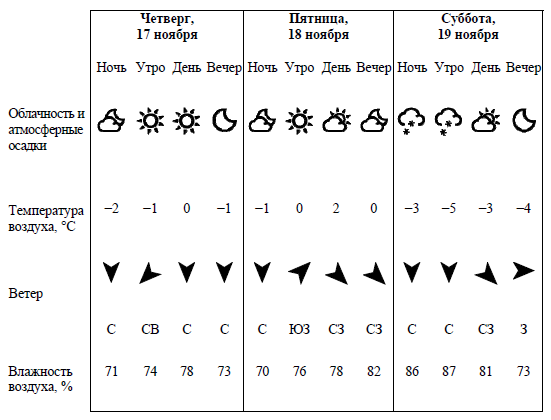 Четверг, Пятница, Суббота,
17 ноября 18 ноября 19 ноября
Ночь Утро День Вечер Ночь Утро День Вечер Ночь Утро День Вечер
Облачность и
атмосферные
осадки
Температура
воздуха, °С
–2 –1 0 –1 –1 0 2 0 –3 –5 –3 –4
Ветер
С СВ С С С ЮЗ СЗ СЗ С С СЗ З
Влажность
воздуха, %
71 74 78 73 70 76 78 82 86 87 81 73